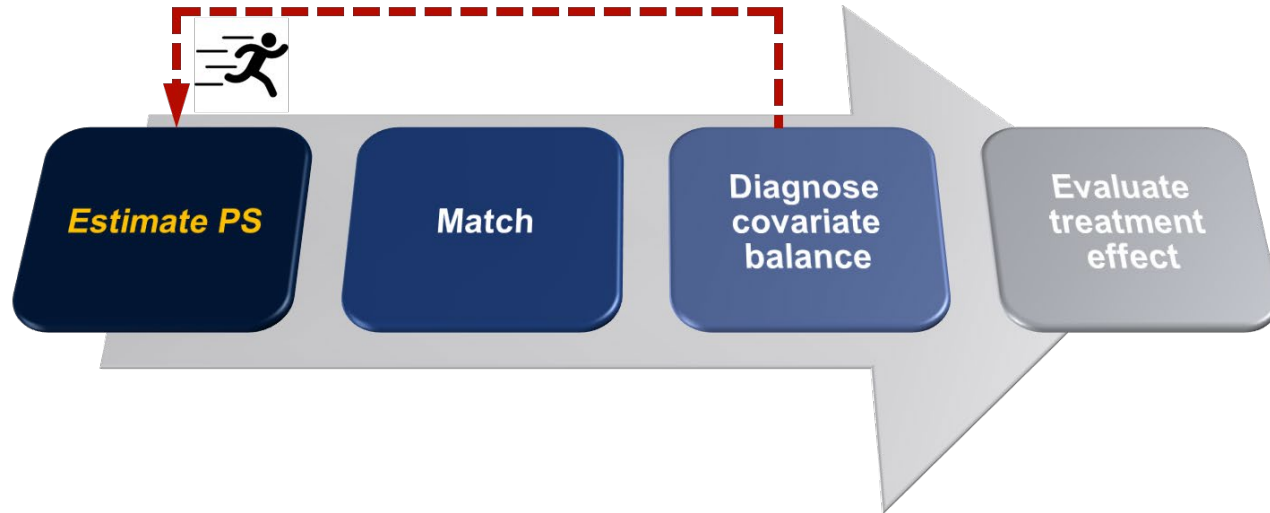 Estimate PS
Match
Diagnose
covariate
balance
Evaluate
treatment
effect